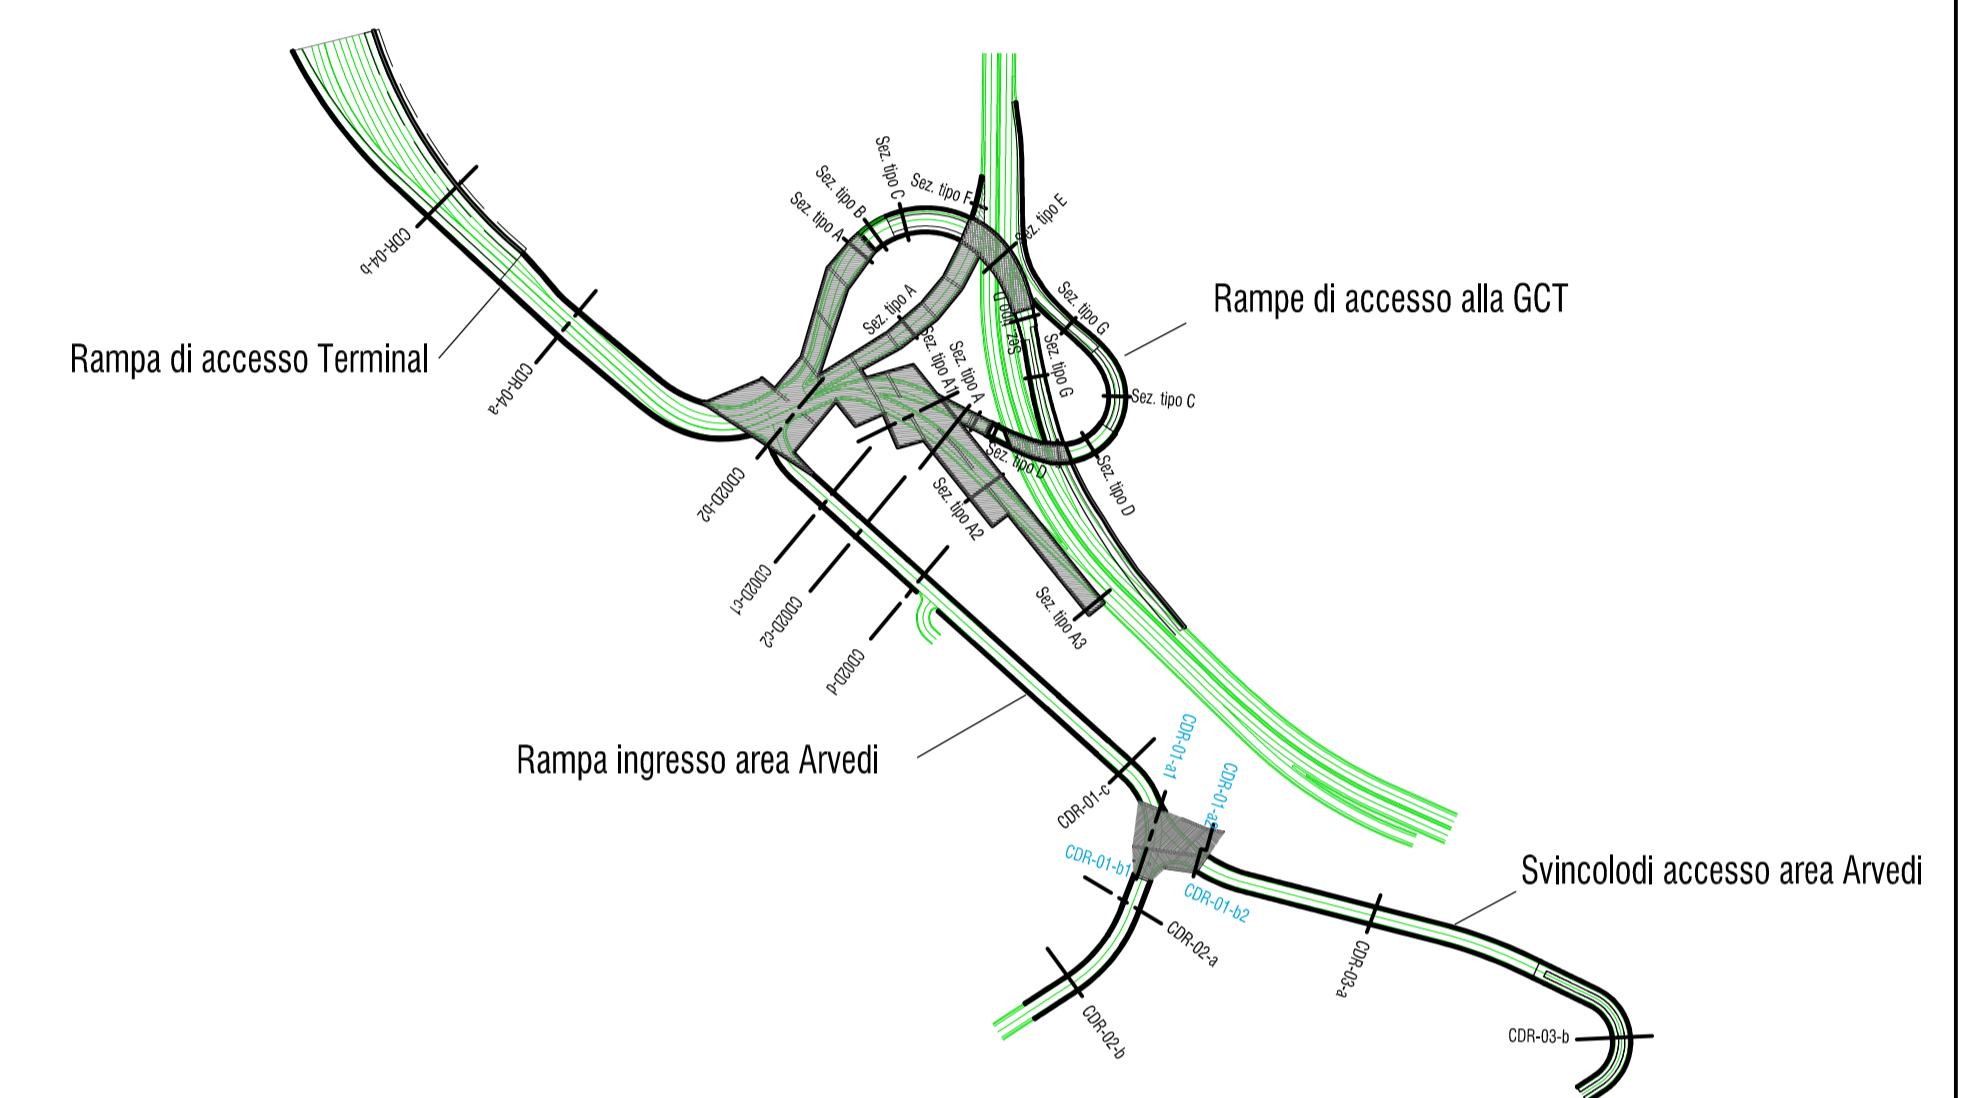 Sez. tipo C
Sez. tipo B
Sez. tipo A
Sez. tipo F
Sez. tipo E
CDR-04-b
Rampe di accesso alla GCT
Sez. tipo G
Sez. tipo A
Sez. tipo D
Rampa di accesso Terminal
Sez. tipo A1
Sez. tipo A
Sez. tipo G
CDR-04-a
Sez. tipo C
Sez. tipo D
Sez. tipo D
CD02D-b2
Sez. tipo A2
CD02D-c1
CD02D-c2
Sez. tipo A3
CD02D-d
Rampa ingresso area Arvedi
CDR-01-a1
CDR-01-a2
CDR-01-c
CDR-01-b1
CDR-01-b2
Svincolodi accesso area Arvedi
CDR-02-a
CDR-03-a
CDR-02-b
CDR-03-b